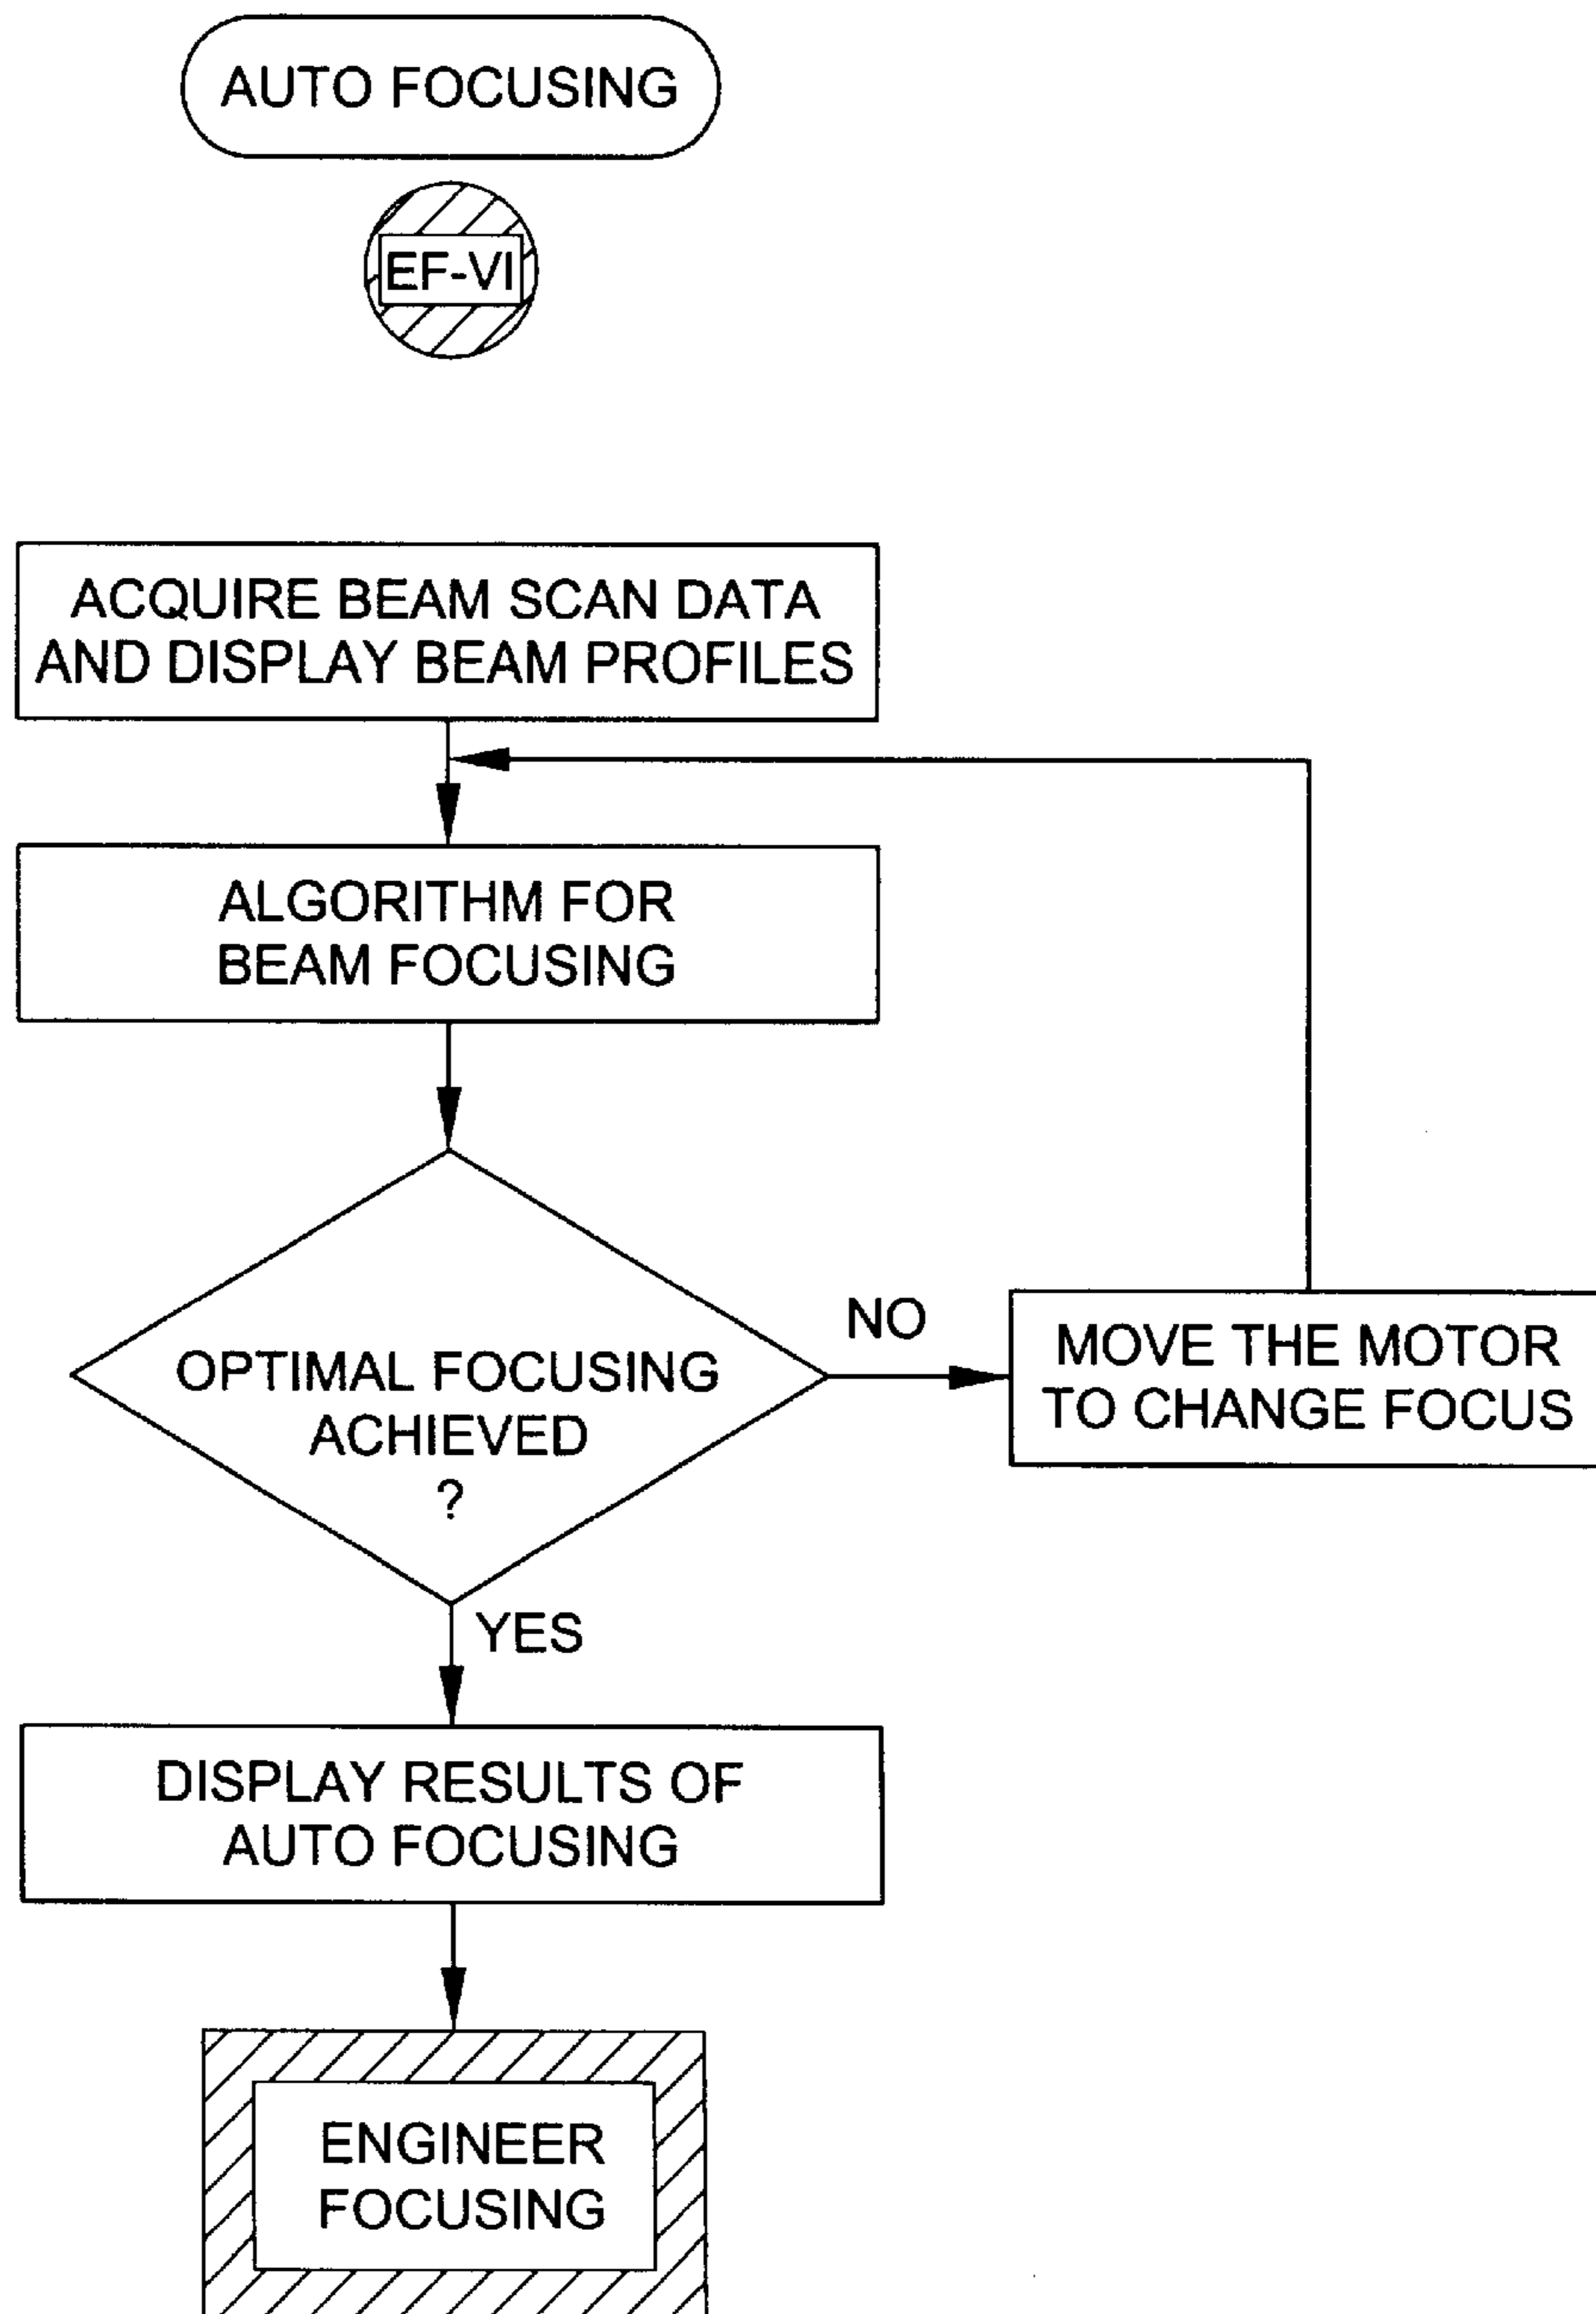 AUTO FOCUSING
EF-VI
ACQUIRE BEAM SCAN DATA
AND DISPLAY BEAM PROFILES
ALGORITHM FOR
BEAM FOCUSING
OPTIMAL FOCUSING
ACHIEVED
?
NO
MOVE THE MOTOR
TO CHANGE FOCUS
YES
DISPLAY RESULTS OF
AUTO FOCUSING
ENGINEER
FOCUSING